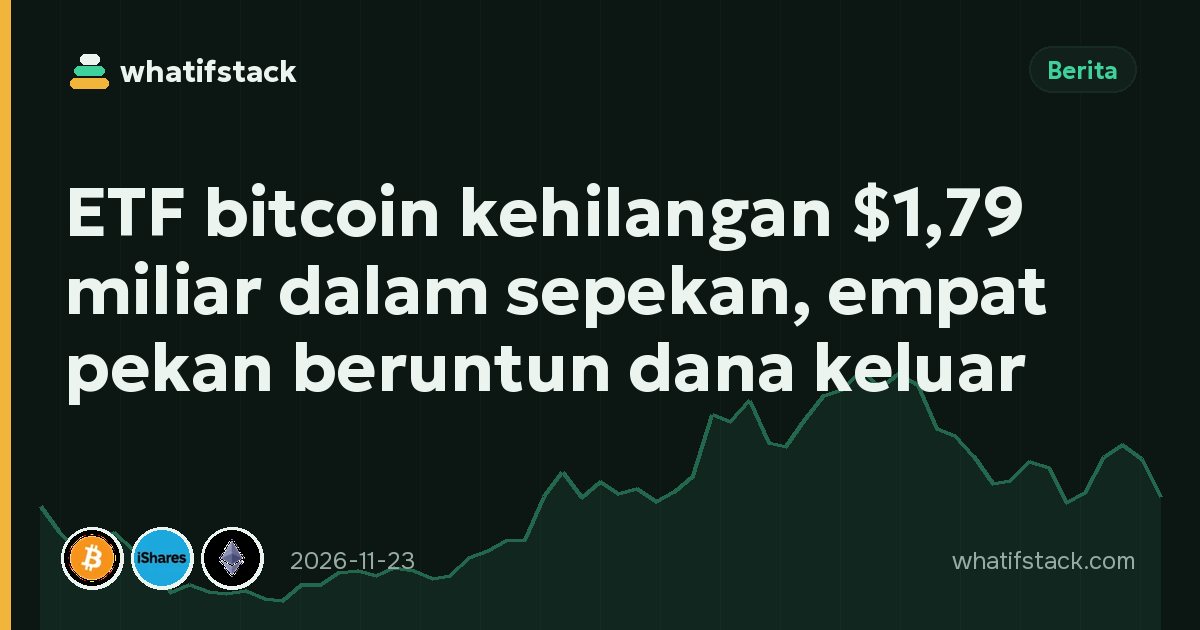 whatifstack
Berita
ETF bitcoin kehilangan $1,79
miliar dalam sepekan, empat
pekan beruntun dana keluar
iShares
2026-11-23
whatifstack.com